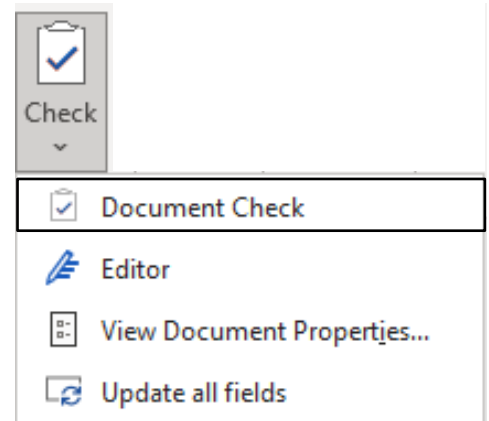 Check
Document Check
Editor
View Document Properties...
Update all fields